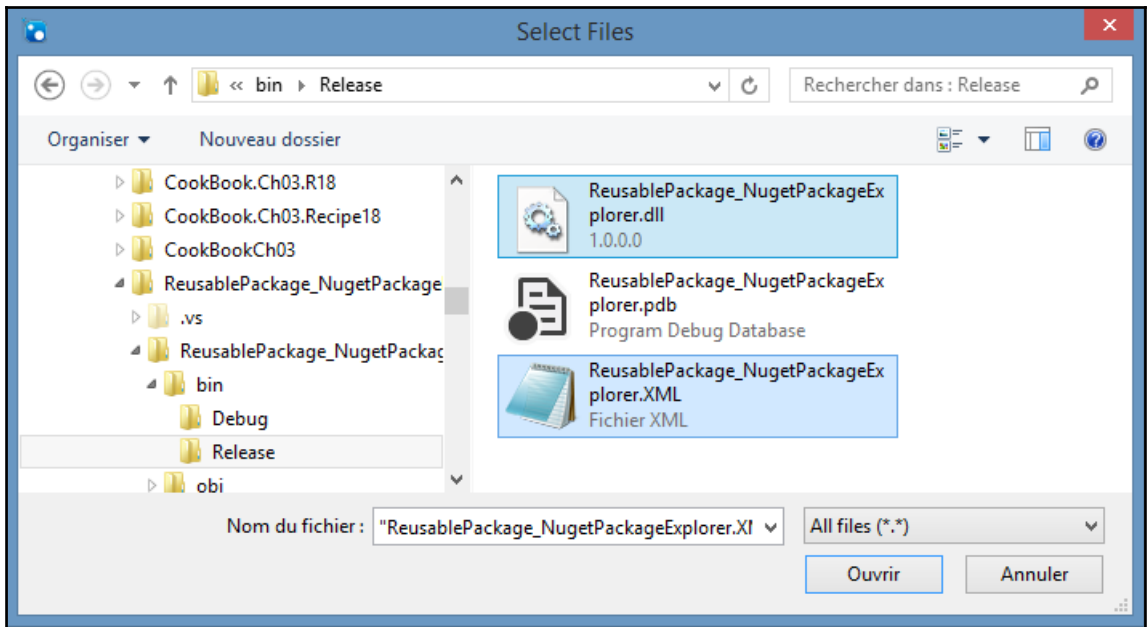 Select Files
« bin Release
Rechercher dans : Release
Organiser
Nouveau dossier
CookBook.Ch03.R18
CookBook.Ch03.Recipe18
CookBookCh03
ReusablePackage_NugetPackage
.vs
ReusablePackage_NugetPackag
bin
Debug
Release
obj
ReusablePackage_NugetPackageEx
plorer.dll
1.0.0.0
ReusablePackage_NugetPackageEx
plorer.pdb
Program Debug Database
ReusablePackage_NugetPackageEx
plorer.XML
Fichier XML
Nom du fichier :
"ReusablePackage_NugetPackageExplorer.XM
All files (*.*)
Ouvrir
Annuler